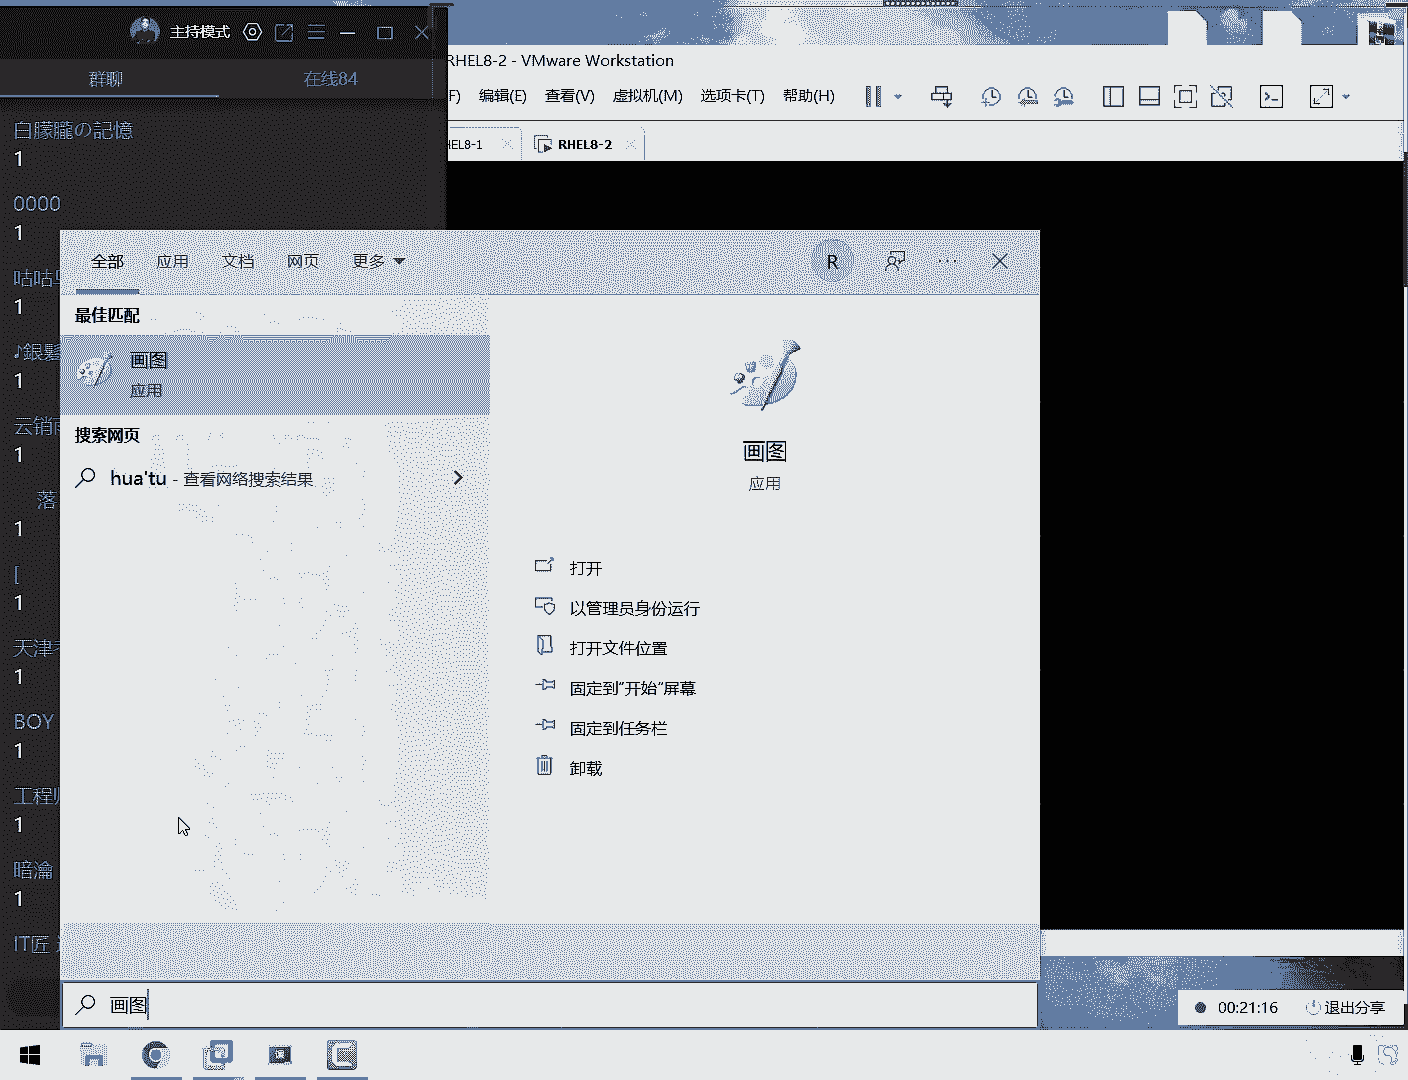 主持模式
群聊
在线84
白朦朧の記憶
1
0000
1
咕咕
1
♪銀髮
1
云销
1
落
1
[
1
天津
1
BOY
1
工程
1
暗瀹
1
IT匠
RHEL8-2 - VMware Workstation
F) 编辑(E) 查看(V) 虚拟机(M) 选项卡(T) 帮助(H)
HEL8-1
RHEL8-2
全部 应用 文档 网页 更多
R
最佳匹配
画图
应用
搜索网页
hua'tu - 查看网络搜索结果
画图
应用
打开
以管理员身份运行
打开文件位置
固定到"开始"屏幕
固定到任务栏
卸载
画图
00:21:16 退出分享
课